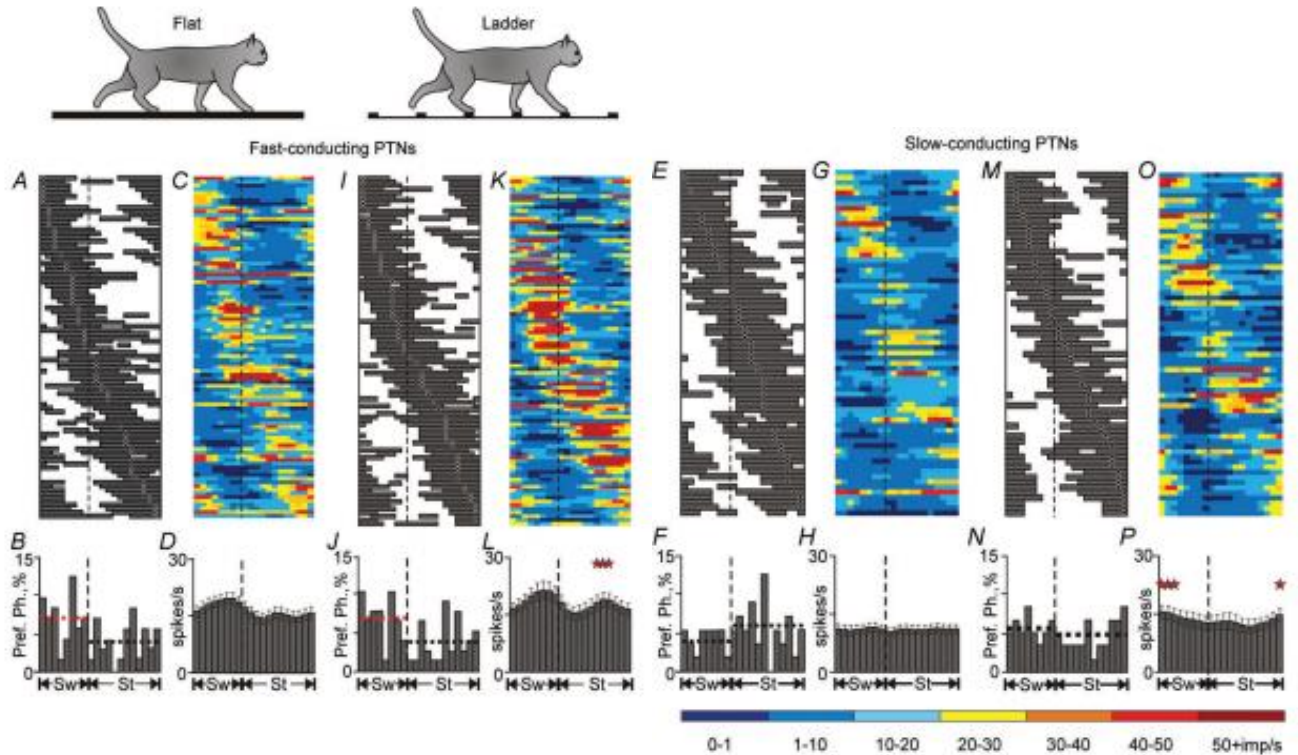 Flat
Ladder
Fast-conducting PTNs
Slow-conducting PTNs
A
C
I
K
E
G
M
O
B
D
J
L
F
H
N
P
15
Pref. Ph.,%
0
Sw
St
30
spikes/s
0
Sw
St
15
Pref. Ph.,%
0
Sw
St
30
spikes/s
0
Sw
St
15
Pref. Ph.,%
0
Sw
St
30
spikes/s
0
Sw
St
15
Pref. Ph.,%
0
Sw
St
30
spikes/s
0
Sw
St
0-1
1-10
10-20
20-30
30-40
40-50
50+imp/s